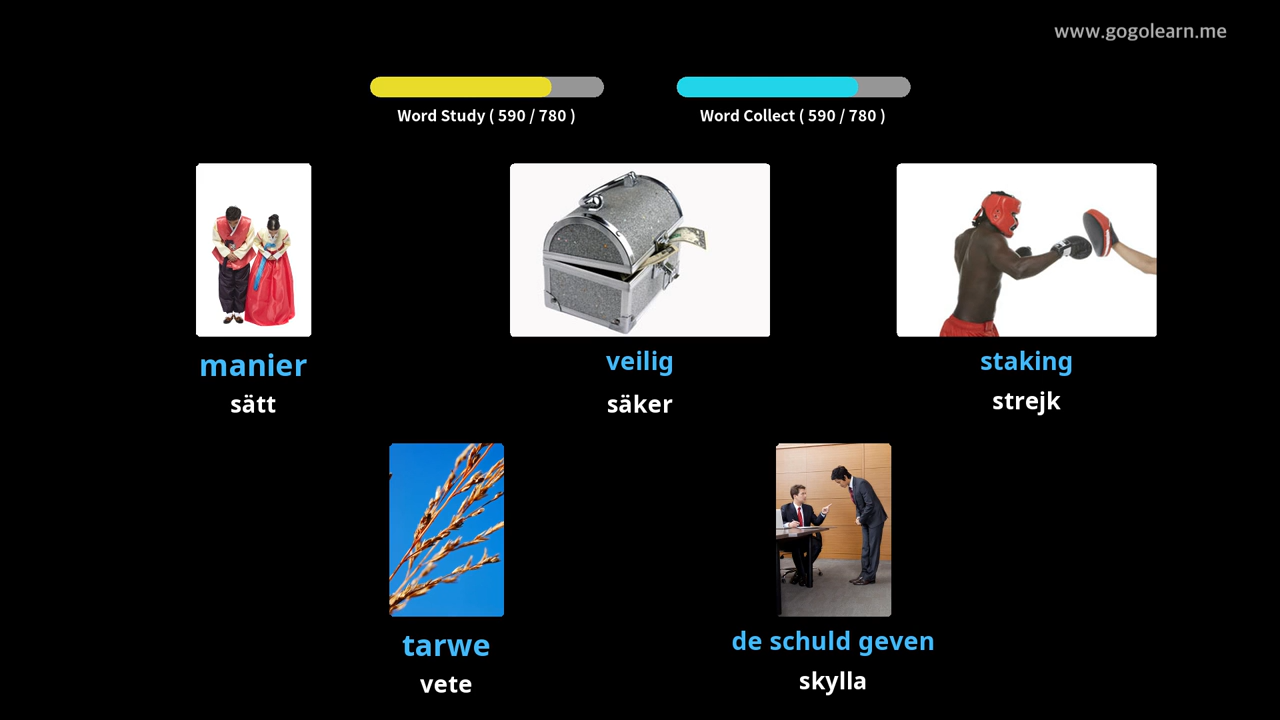 www.gogolearn.me
Word Study ( 590 / 780 )
Word Collect ( 590 / 780 )
manier
sätt
veilig
säker
staking
strejk
tarwe
vete
de schuld geven
skylla